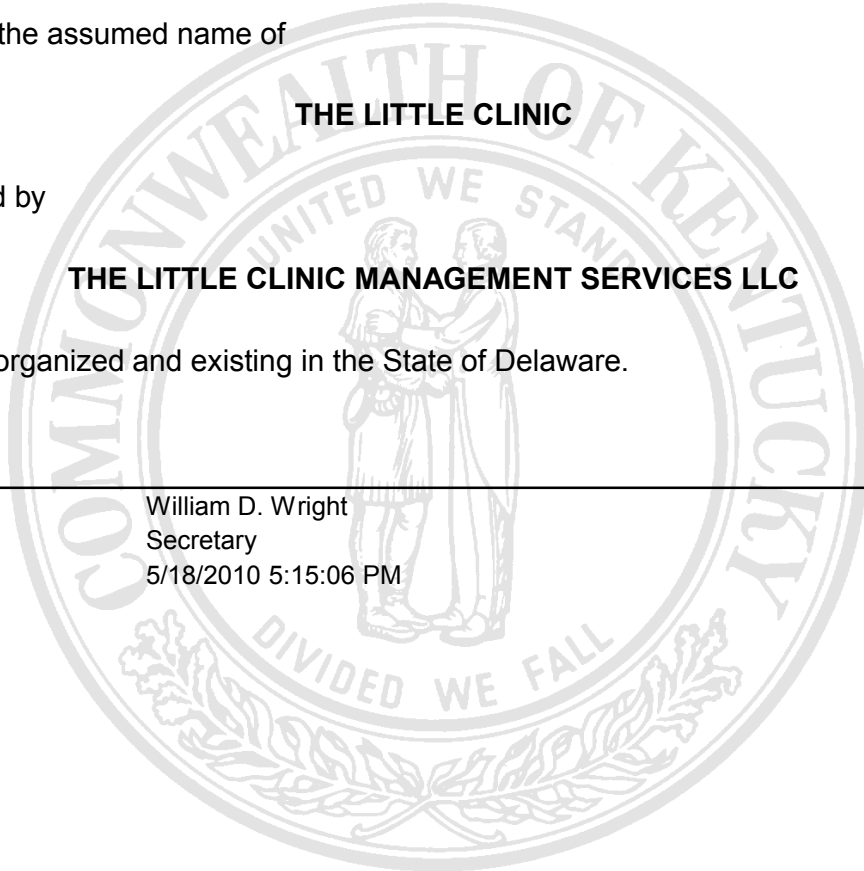 the assumed name of
THE LITTLE CLINIC
d by
THE LITTLE CLINIC MANAGEMENT SERVICES LLC
organized and existing in the State of Delaware.
William D. Wright
Secretary
5/18/2010 5:15:06 PM
COMMONWEALTH OF KENTUCKY
UNITED WE STAND
DIVIDED WE FALL